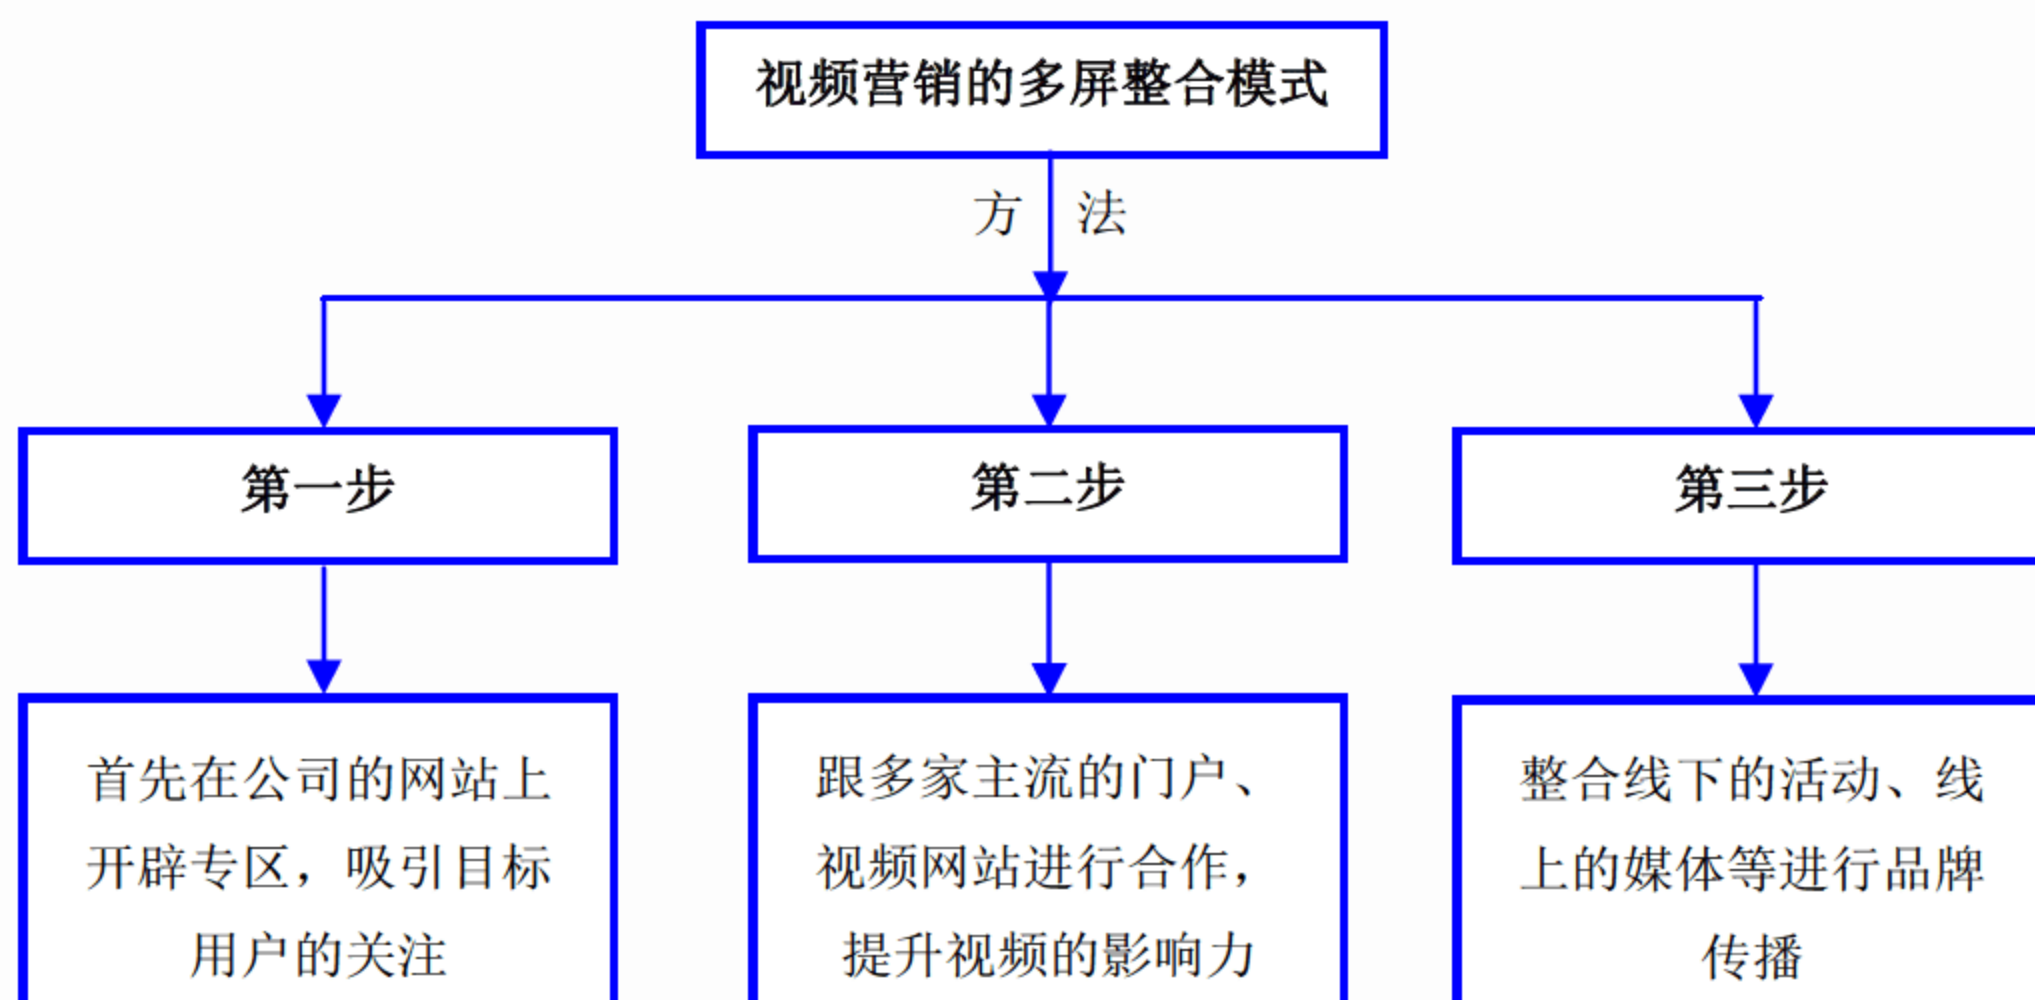 视频营销的多屏整合模式
方 法
第一步
第二步
第三步
首先在公司的网站上
开辟专区，吸引目标
用户的关注
跟多家主流的门户、
视频网站进行合作，
提升视频的影响力
整合线下的活动、线
上的媒体等进行品牌
传播